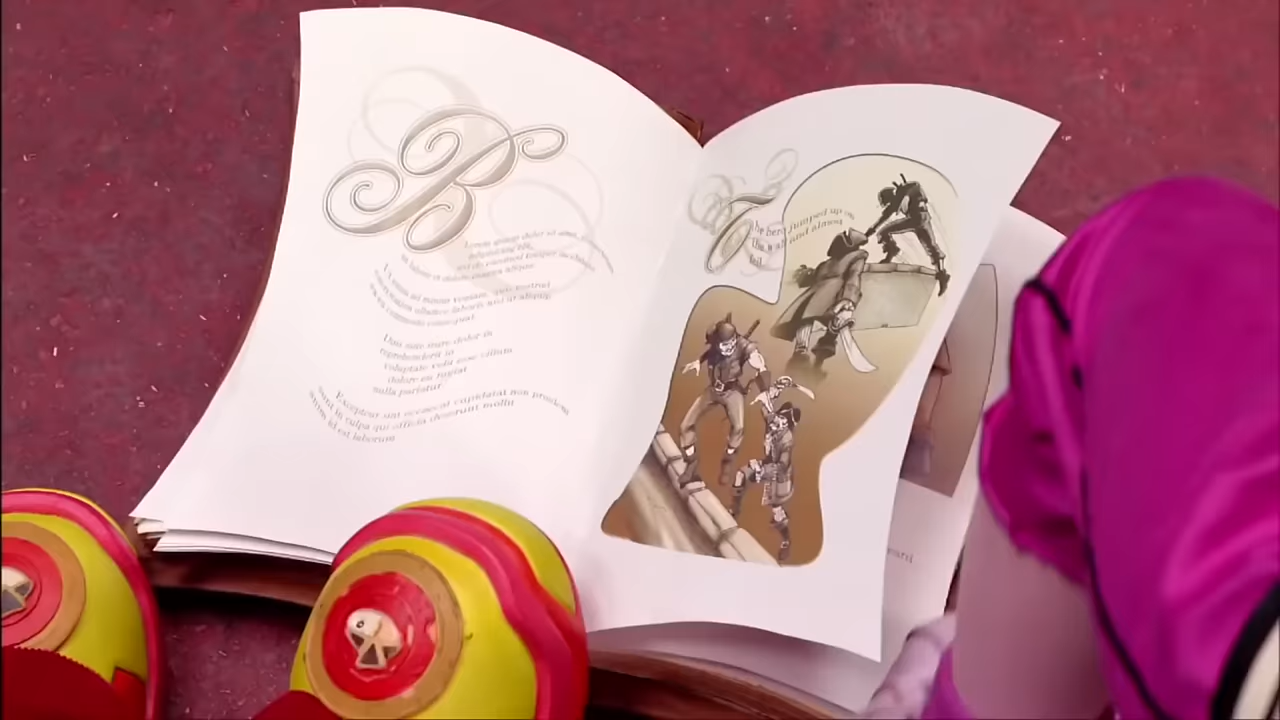 B
Lorem ipsum dolor sit amet,
adipisicing elit,
sed do eiusmod tempor incididunt
ut labore et dolore magna aliqua.
Ut enim ad minim veniam, quis nostrud
ullamco laboris nisi ut aliquip
ex ea commodo consequat
Duis aute irure dolor in
reprehenderit in
voluptate velit esse cillum
dolore eu fugiat
nulla pariatur.
Excepteur sint occaecat cupidatat non proident
sunt in culpa qui officia deserunt mollit
anim id est laborum
The hero jumped up on
the wall and almost
fell